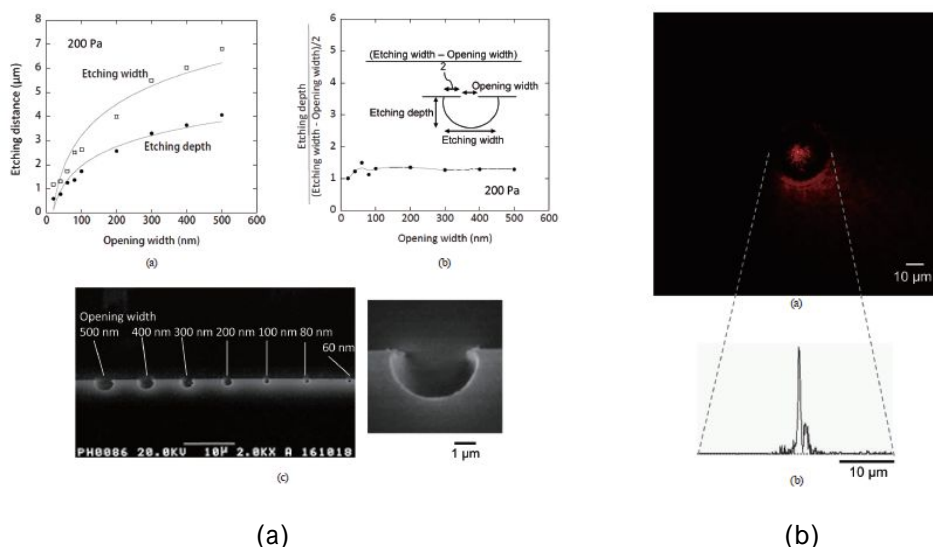 200 Pa
Etching width
Etching depth
Etching distance (μm)
8
7
6
5
4
3
2
1
0
0 100 200 300 400 500 600
Opening width (nm)
(a)
Etching depth
(Etching width - Opening width)/2
6
5
4
3
2
1
0
(Etching width – Opening width)
2
Opening width
Etching depth
Etching width
200 Pa
0 100 200 300 400 500 600
Opening width (nm)
(b)
Opening width
500 nm 400 nm 300 nm 200 nm 100 nm 80 nm
60 nm
PH0086 20.0KV 10μ 2.0KX A 161018
1 μm
(c)
(a)
10 μm
(a)
10 μm
(b)
(b)